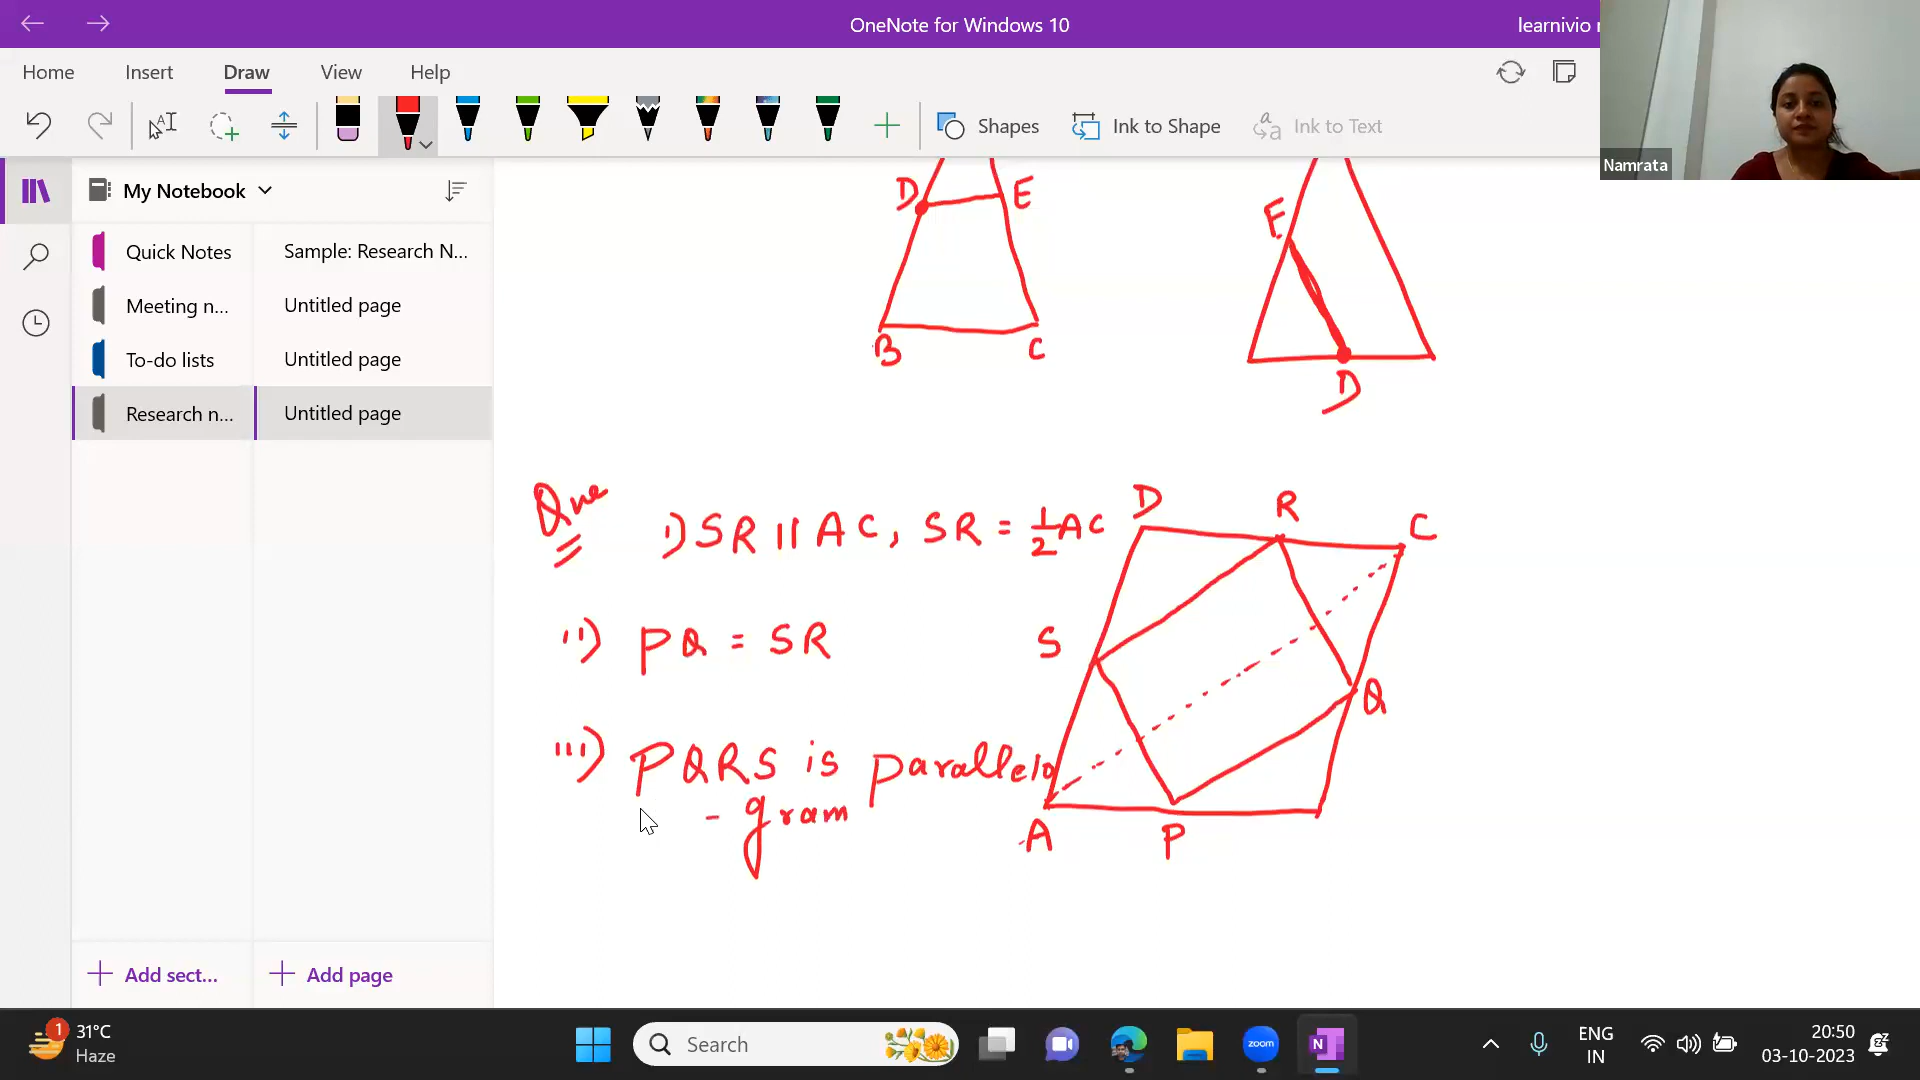 OneNote for Windows 10
learnivio
Home Insert Draw View Help
Shapes Ink to Shape Ink to Text
Namrata
My Notebook
Quick Notes
Meeting n...
To-do lists
Research n...
Sample: Research N...
Untitled page
Untitled page
Untitled page
D E
B C
F
D
Que
i) SR || AC, SR = 1/2 AC
ii) PQ = SR
iii) PQRS is parallelo
- gram
D R C
S Q
A P
Add sect...
Add page
1
31°C
Haze
Search
zoom
N
ENG
IN
20:50
03-10-2023